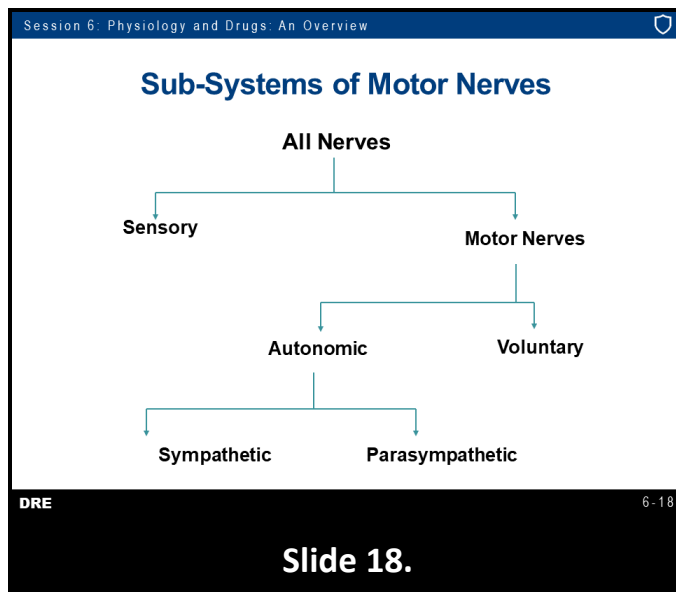 Session 6: Physiology and Drugs: An Overview
Sub-Systems of Motor Nerves
All Nerves
Sensory
Motor Nerves
Autonomic
Voluntary
Sympathetic
Parasympathetic
DRE
6-18
Slide 18.